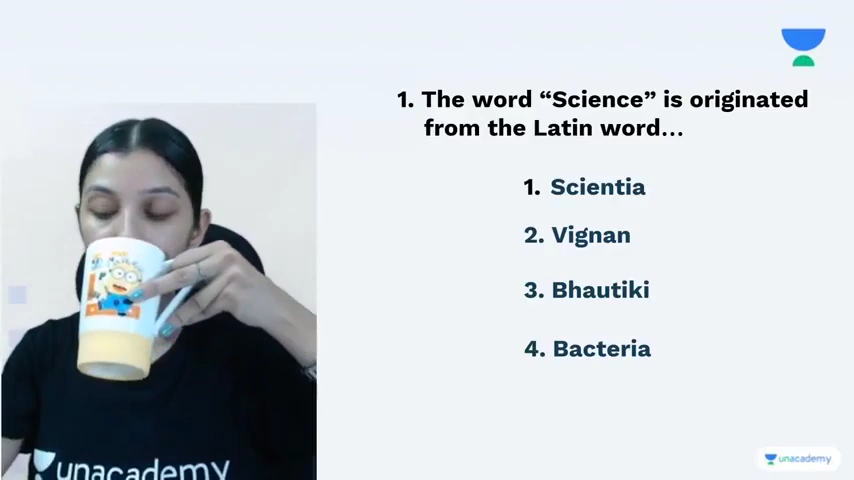 1. The word “Science” is originated
from the Latin word...
1. Scientia
2. Vignan
3. Bhautiki
4. Bacteria
unacademy
unacademy